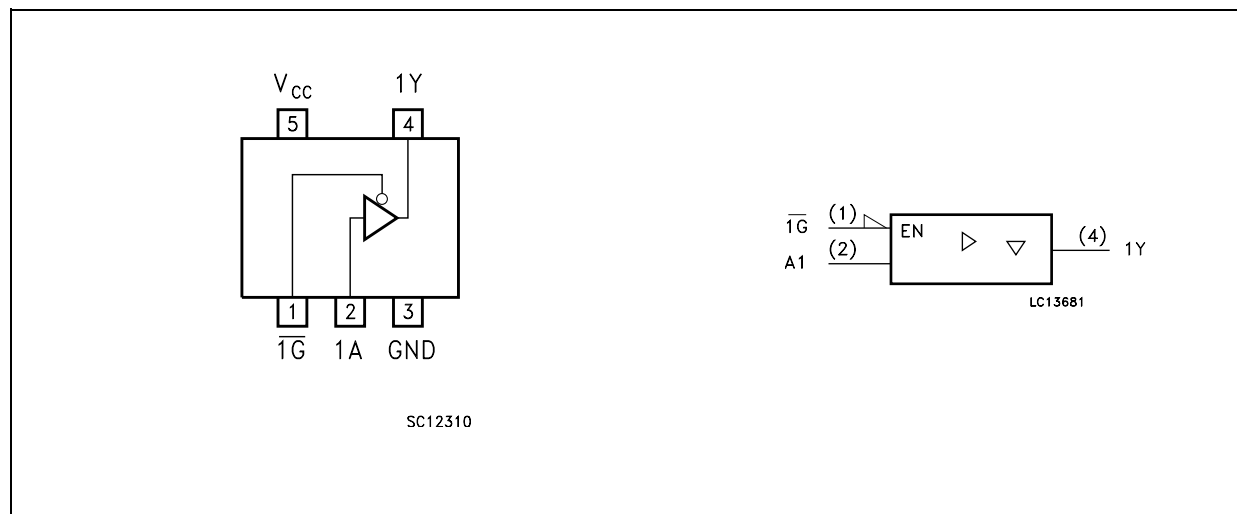 VCC 1Y
5 4
1 2 3
1G̅ 1A GND
SC12310
1G̅ (1) EN
A1 (2)
(4) 1Y
LC13681